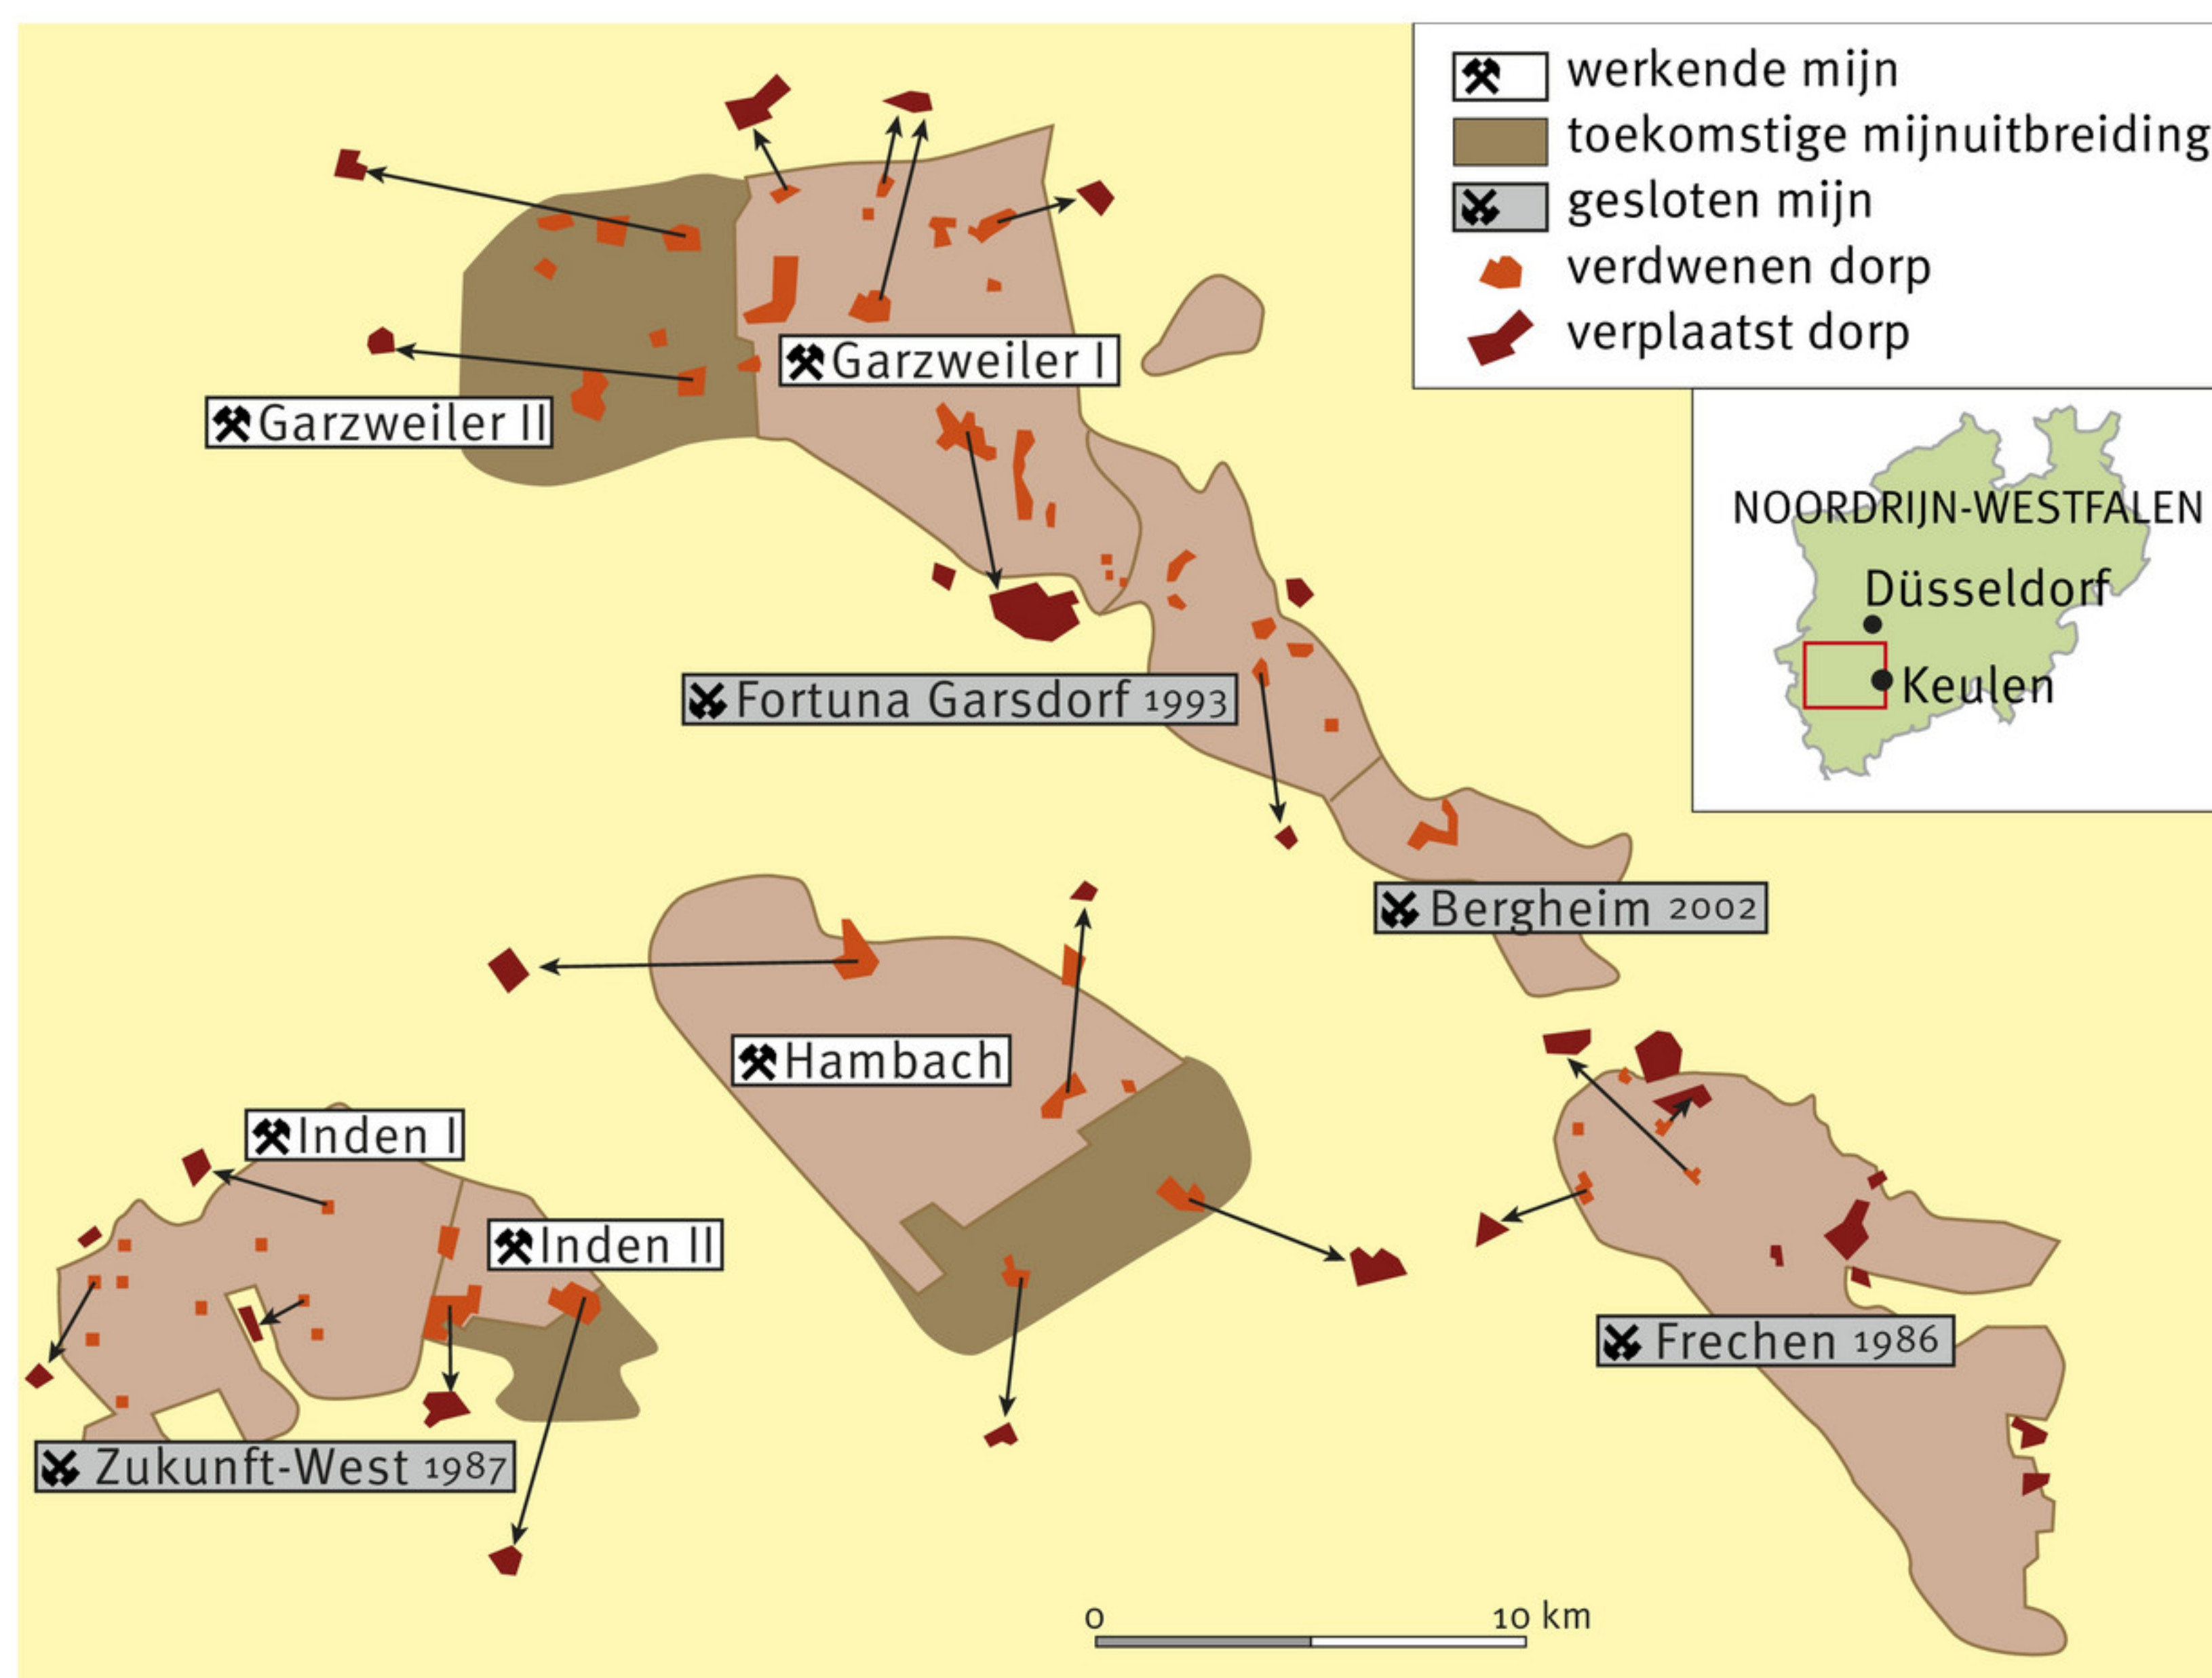 werkende mijn
toekomstige mijnuitbreiding
gesloten mijn
verdwenen dorp
verplaatst dorp
Garzweiler I
Garzweiler II
NOORDRIJN-WESTFALEN
Düsseldorf
Keulen
Fortuna Garsdorf 1993
Bergheim 2002
Hambach
Inden I
Inden II
Frechen 1986
Zukunft-West 1987
0 10 km